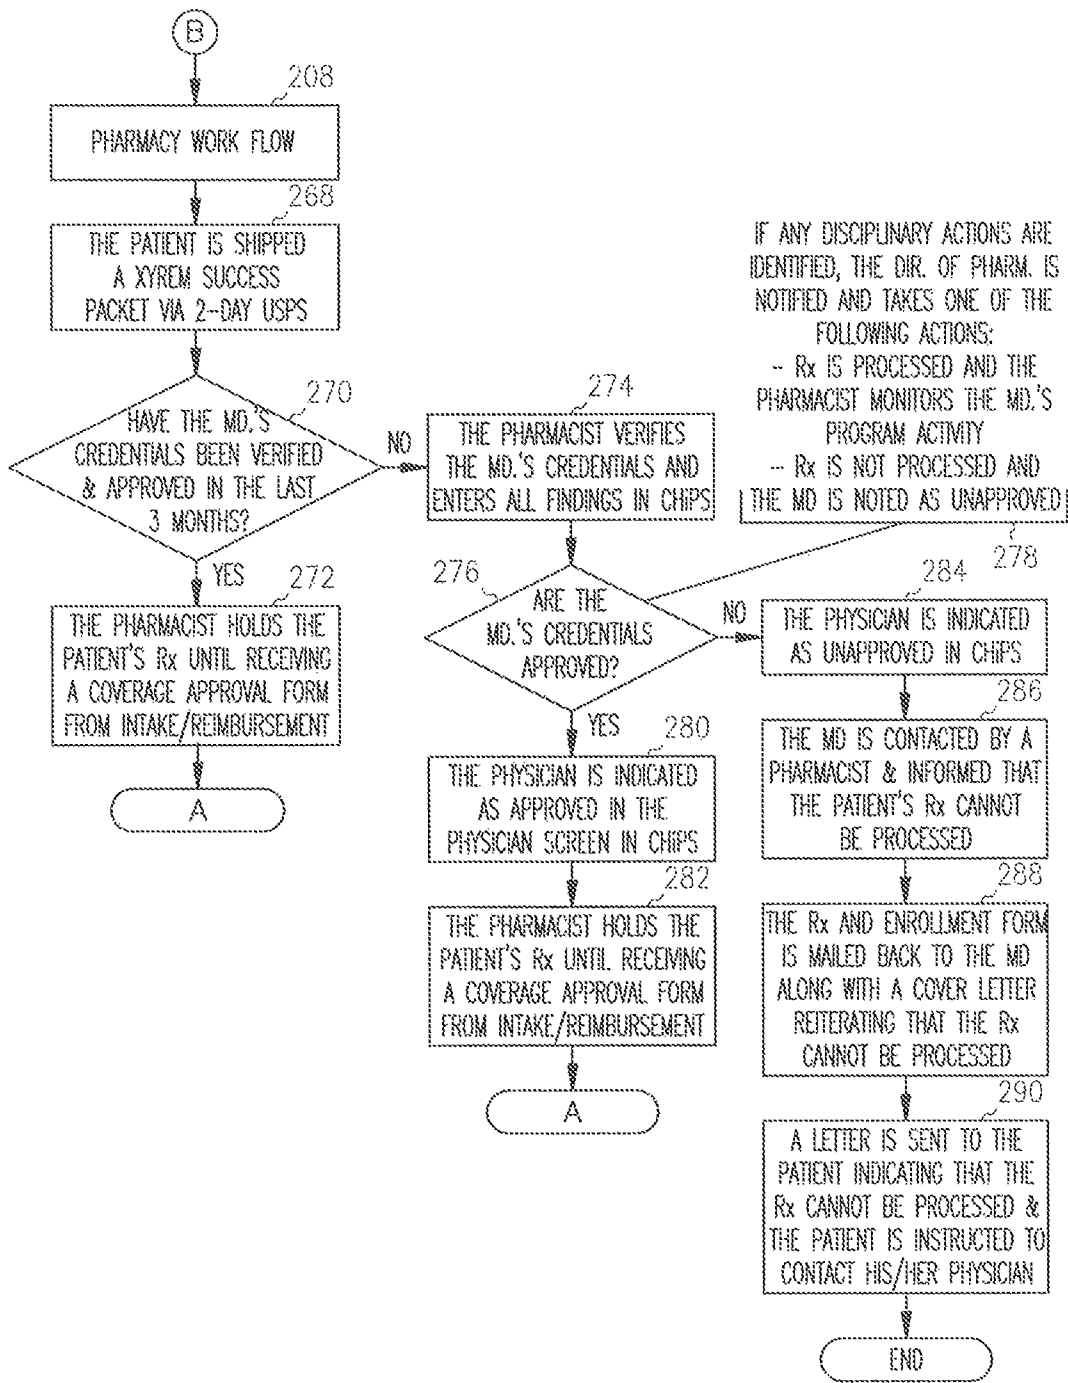 B
208
PHARMACY WORK FLOW
268
THE PATIENT IS SHIPPED
A XYREM SUCCESS
PACKET VIA 2-DAY USPS
270
HAVE THE MD.'S
CREDENTIALS BEEN VERIFIED
& APPROVED IN THE LAST
3 MONTHS?
NO
YES
272
THE PHARMACIST HOLDS THE
PATIENT'S Rx UNTIL RECEIVING
A COVERAGE APPROVAL FORM
FROM INTAKE/REIMBURSEMENT
A
274
THE PHARMACIST VERIFIES
THE MD.'S CREDENTIALS AND
ENTERS ALL FINDINGS IN CHIPS
IF ANY DISCIPLINARY ACTIONS ARE
IDENTIFIED, THE DIR. OF PHARM. IS
NOTIFIED AND TAKES ONE OF THE
FOLLOWING ACTIONS:
-- Rx IS PROCESSED AND THE
PHARMACIST MONITORS THE MD.'S
PROGRAM ACTIVITY
-- Rx IS NOT PROCESSED AND
THE MD IS NOTED AS UNAPPROVED
278
276
ARE THE
MD.'S CREDENTIALS
APPROVED?
NO
YES
280
THE PHYSICIAN IS INDICATED
AS APPROVED IN THE
PHYSICIAN SCREEN IN CHIPS
282
THE PHARMACIST HOLDS THE
PATIENT'S Rx UNTIL RECEIVING
A COVERAGE APPROVAL FORM
FROM INTAKE/REIMBURSEMENT
A
284
THE PHYSICIAN IS INDICATED
AS UNAPPROVED IN CHIPS
286
THE MD IS CONTACTED BY A
PHARMACIST & INFORMED THAT
THE PATIENT'S Rx CANNOT
BE PROCESSED
288
THE Rx AND ENROLLMENT FORM
IS MAILED BACK TO THE MD
ALONG WITH A COVER LETTER
REITERATING THAT THE Rx
CANNOT BE PROCESSED
290
A LETTER IS SENT TO THE
PATIENT INDICATING THAT THE
Rx CANNOT BE PROCESSED &
THE PATIENT IS INSTRUCTED TO
CONTACT HIS/HER PHYSICIAN
END